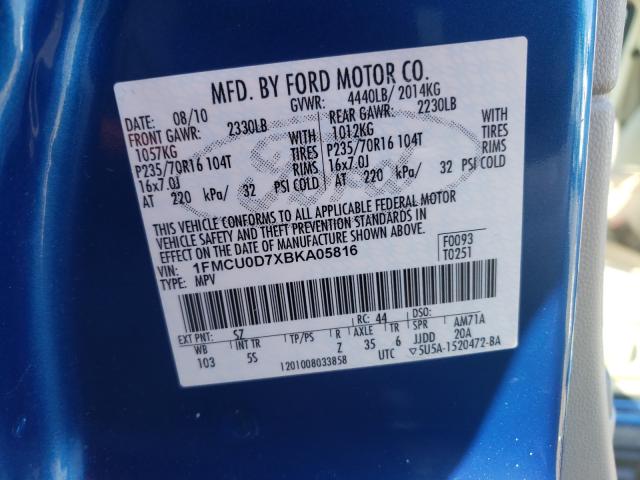 MFD. BY FORD MOTOR CO.
DATE: 08/10 GVWR: 4440LB/ 2014KG
FRONT GAWR: 2330LB REAR GAWR: 2230LB
1057KG WITH 1012KG WITH
P235/70R16 104T TIRES P235/70R16 104T TIRES
16x7.0J RIMS 16x7.0J RIMS
AT 220 kPa/ 32 PSI COLD AT 220 kPa/ 32 PSI COLD
THIS VEHICLE CONFORMS TO ALL APPLICABLE FEDERAL MOTOR
VEHICLE SAFETY AND THEFT PREVENTION STANDARDS IN
EFFECT ON THE DATE OF MANUFACTURE SHOWN ABOVE.
VIN: 1FMCU0D7XBKA05816 F0093
TYPE: MPV T0251
EXT PNT: SZ RC: 44 DSO:
WB INT TR TP/PS R AXLE TR SPR AM71A
103 5S Z 35 6 JJDD 20A
1201008033858 UTC ▽5U5A-1520472-BA
Ford